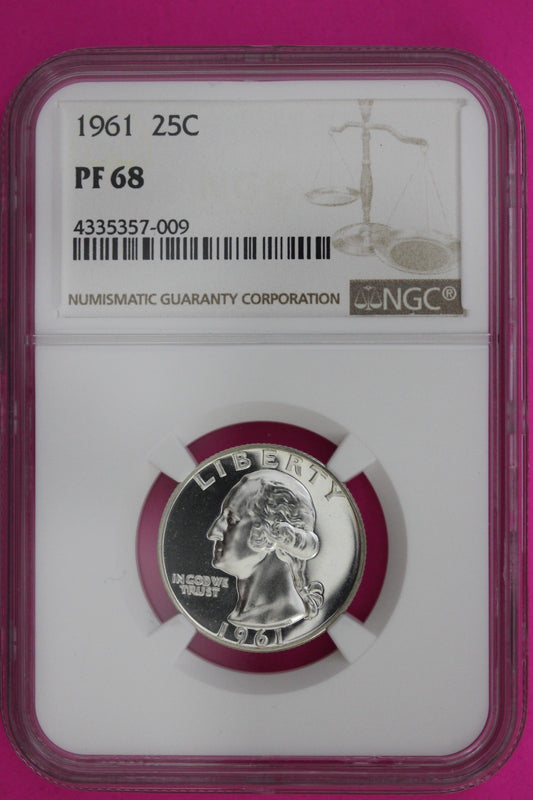 1961 25C
PF 68
4335357-009
NUMISMATIC GUARANTY CORPORATION NGC®
LIBERTY
IN GOD WE
TRUST
1961